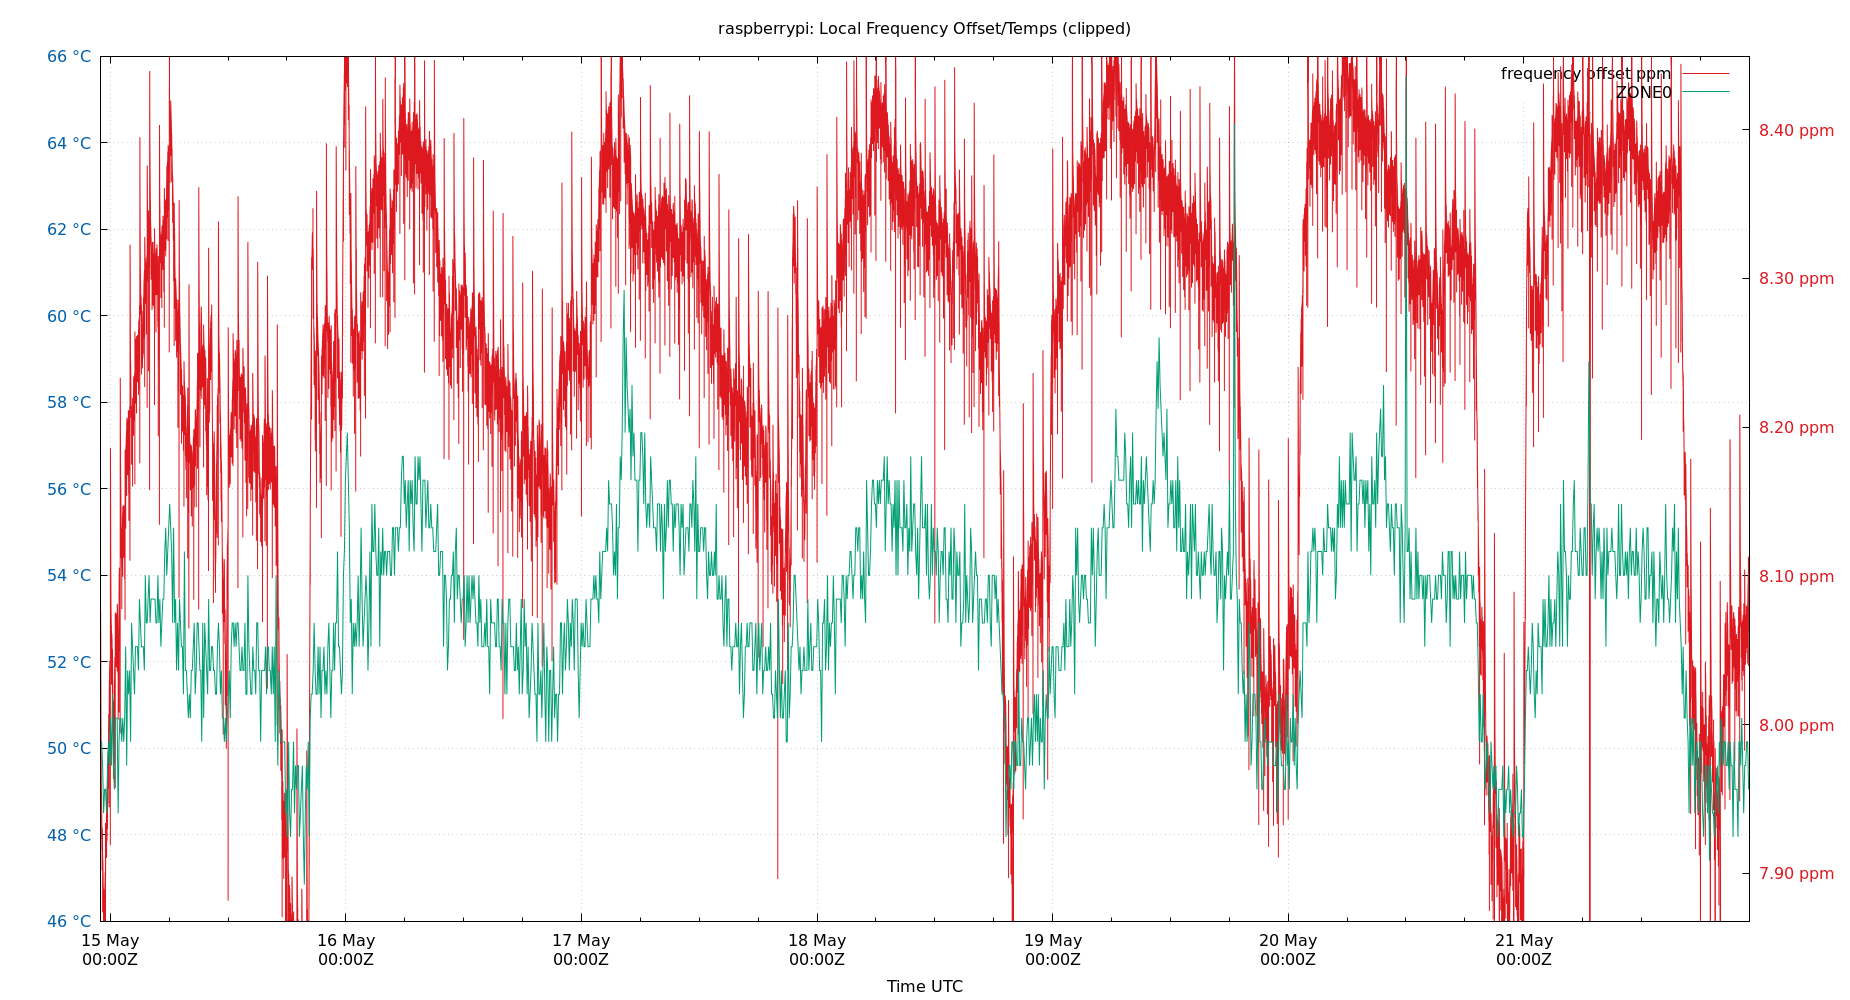 raspberrypi: Local Frequency Offset/Temps (clipped)
66 °C
64 °C
62 °C
60 °C
58 °C
56 °C
54 °C
52 °C
50 °C
48 °C
46 °C
frequency offset ppm
ZONE0
8.40 ppm
8.30 ppm
8.20 ppm
8.10 ppm
8.00 ppm
7.90 ppm
15 May
00:00Z
16 May
00:00Z
17 May
00:00Z
18 May
00:00Z
19 May
00:00Z
20 May
00:00Z
21 May
00:00Z
Time UTC